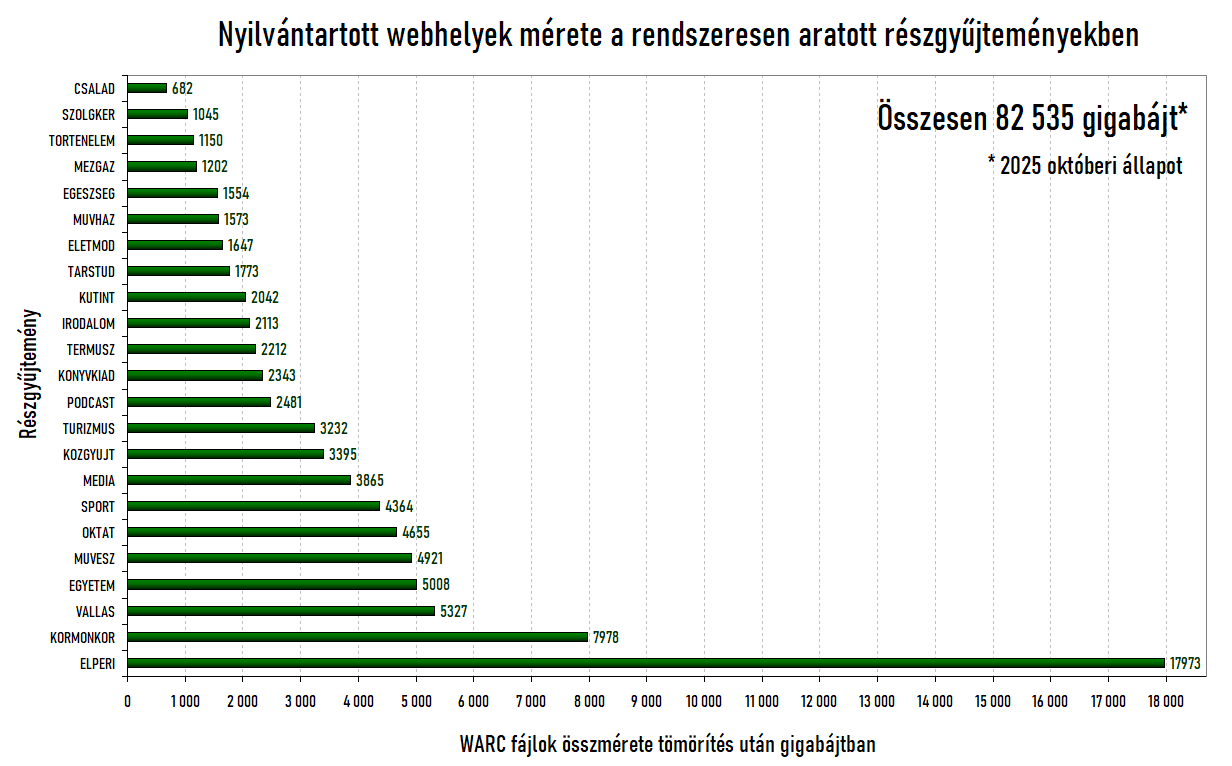 Nyilvántartott webhelyek mérete a rendszeresen aratott részgyűjteményekben
Összesen 82 535 gigabájt*
* 2025 októberi állapot
Részgyűjtemény
CSALAD 682
SZOLGKER 1045
TORTENELEM 1150
MEZGAZ 1202
EGESZSEG 1554
MUVHAZ 1573
ELETMOD 1647
TARSTUD 1773
KUTINT 2042
IRODALOM 2113
TERMUSZ 2212
KONYVKIAD 2343
PODCAST 2481
TURIZMUS 3232
KOZGYUJT 3395
MEDIA 3865
SPORT 4364
OKTAT 4655
MUVESZ 4921
EGYETEM 5008
VALLAS 5327
KORMONKOR 7978
ELPERI 17973
0 1 000 2 000 3 000 4 000 5 000 6 000 7 000 8 000 9 000 10 000 11 000 12 000 13 000 14 000 15 000 16 000 17 000 18 000
WARC fájlok összmérete tömörítés után gigabájtban